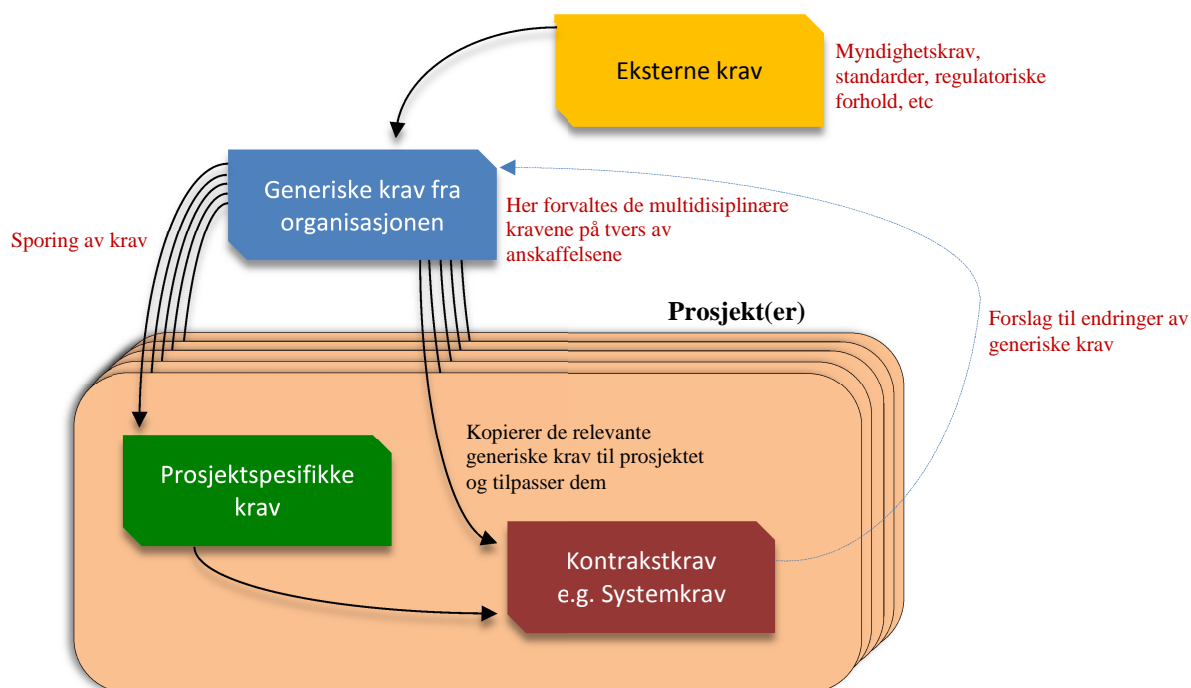 Eksterne krav
Myndighetskrav,
standarder, regulatoriske
forhold, etc
Generiske krav fra
organisasjonen
Her forvaltes de multidisiplinære
kravene på tvers av
anskaffelsene
Sporing av krav
Prosjekt(er)
Forslag til endringer av
generiske krav
Kopierer de relevante
generiske krav til prosjektet
og tilpasser dem
Prosjektspesifikke
krav
Kontrakstkrav
e.g. Systemkrav